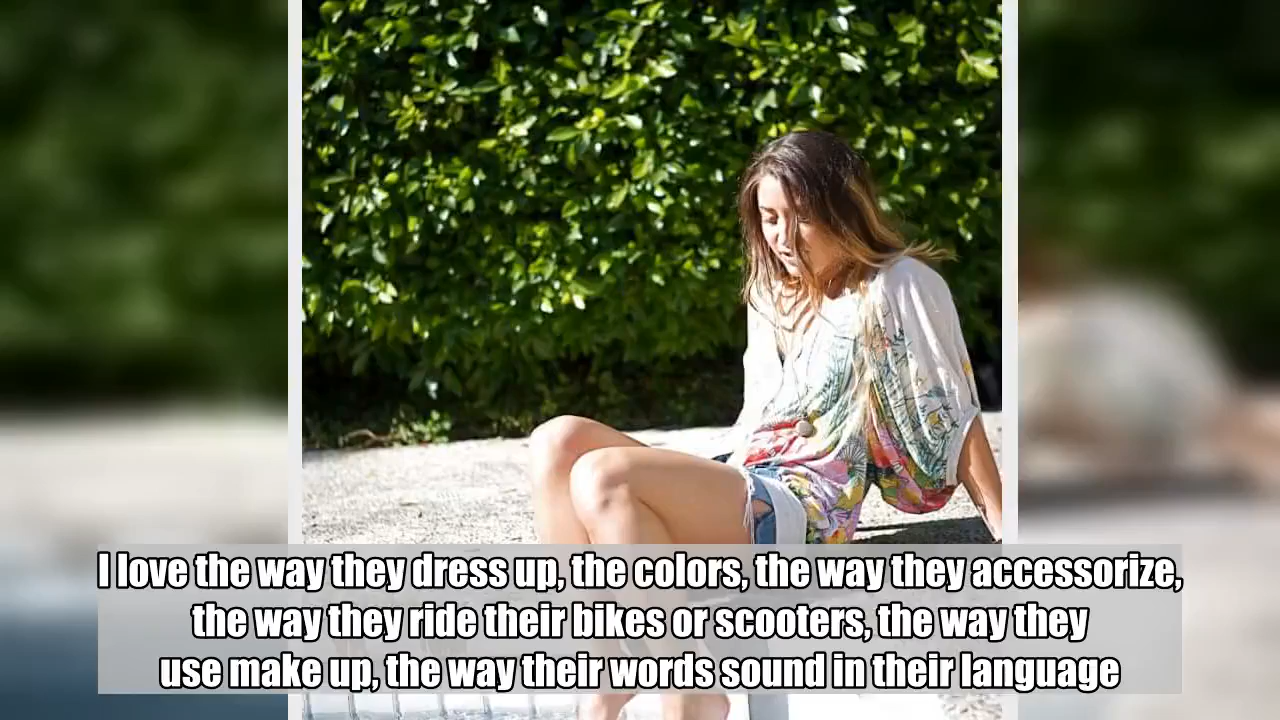 I love the way they dress up, the colors, the way they accessorize,
the way they ride their bikes or scooters, the way they
use make up, the way their words sound in their language